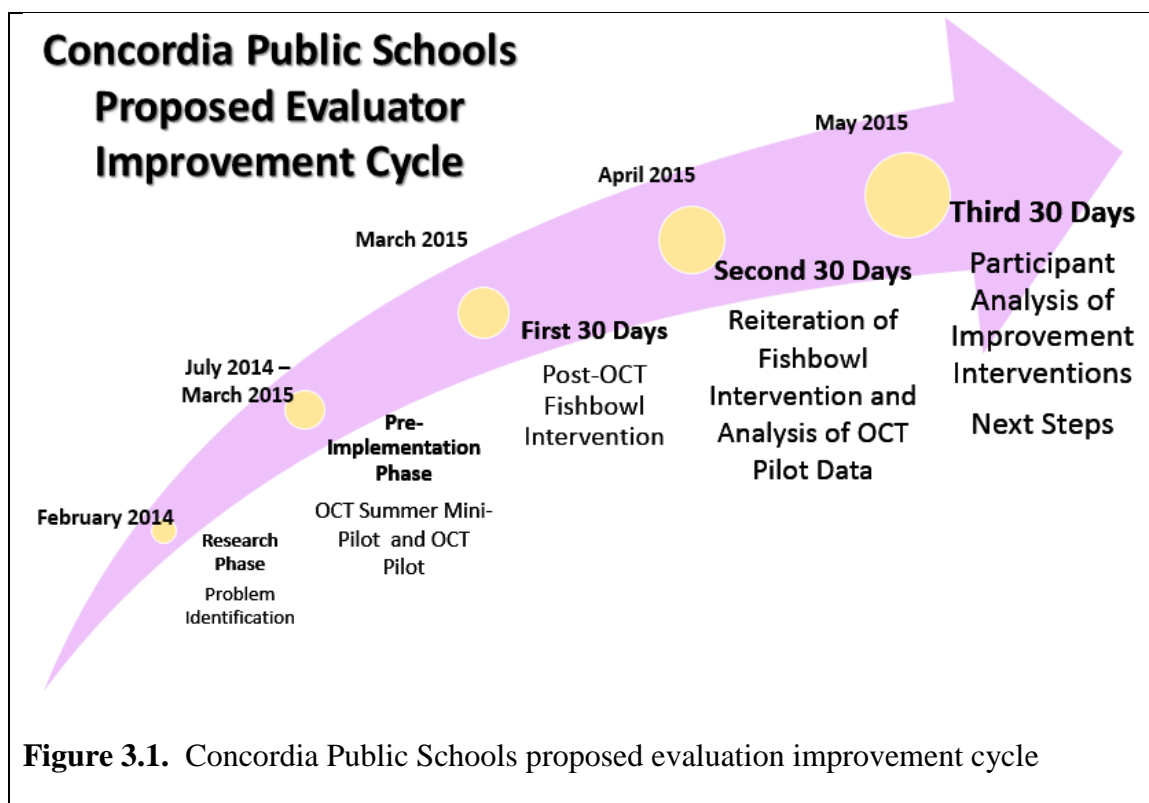 Concordia Public Schools
Proposed Evaluator
Improvement Cycle
February 2014
Research
Phase
Problem
Identification
July 2014 –
March 2015
Pre-
Implementation
Phase
OCT Summer Mini-
Pilot and OCT
Pilot
March 2015
First 30 Days
Post-OCT
Fishbowl
Intervention
April 2015
Second 30 Days
Reiteration of
Fishbowl
Intervention and
Analysis of OCT
Pilot Data
May 2015
Third 30 Days
Participant
Analysis of
Improvement
Interventions
Next Steps
Figure 3.1. Concordia Public Schools proposed evaluation improvement cycle